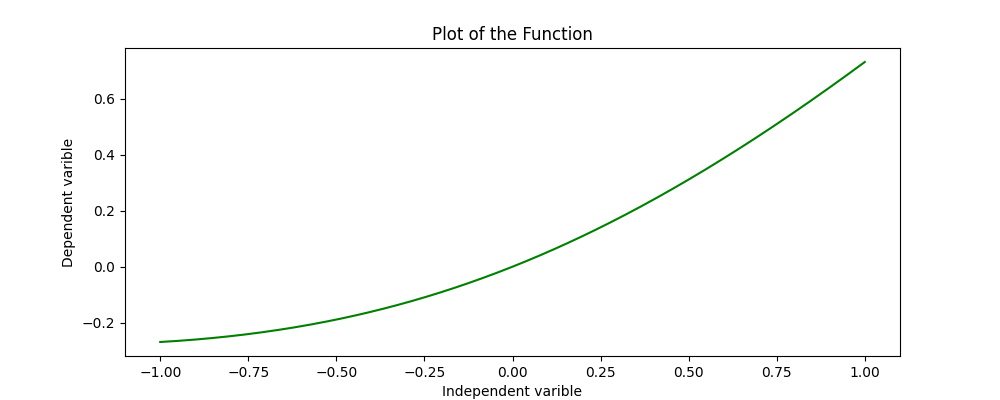 Plot of the Function
Dependent varible
0.6
0.4
0.2
0.0
−0.2
−1.00 −0.75 −0.50 −0.25 0.00 0.25 0.50 0.75 1.00
Independent varible